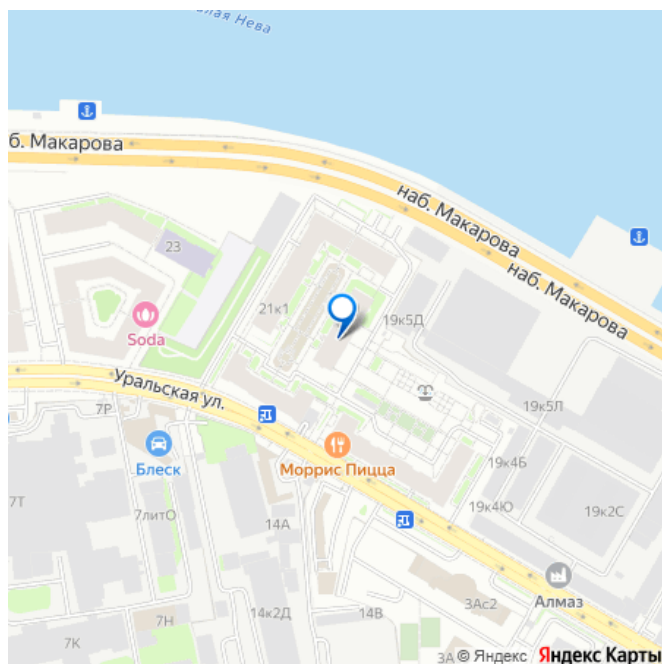 лая Нева
б. Макарова
наб. Макарова
наб. Макарова
23
21к1
19к5Д
Soda
Уральская ул.
7Р
19к5Л
Блеск
Моррис Пицца
19к4Б
7Т
7литО
14А
19к4Ю
19к2С
Алмаз
3Ас2
14к2Д
14В
7Н
7К
3А
© Яндекс Яндекс Карты